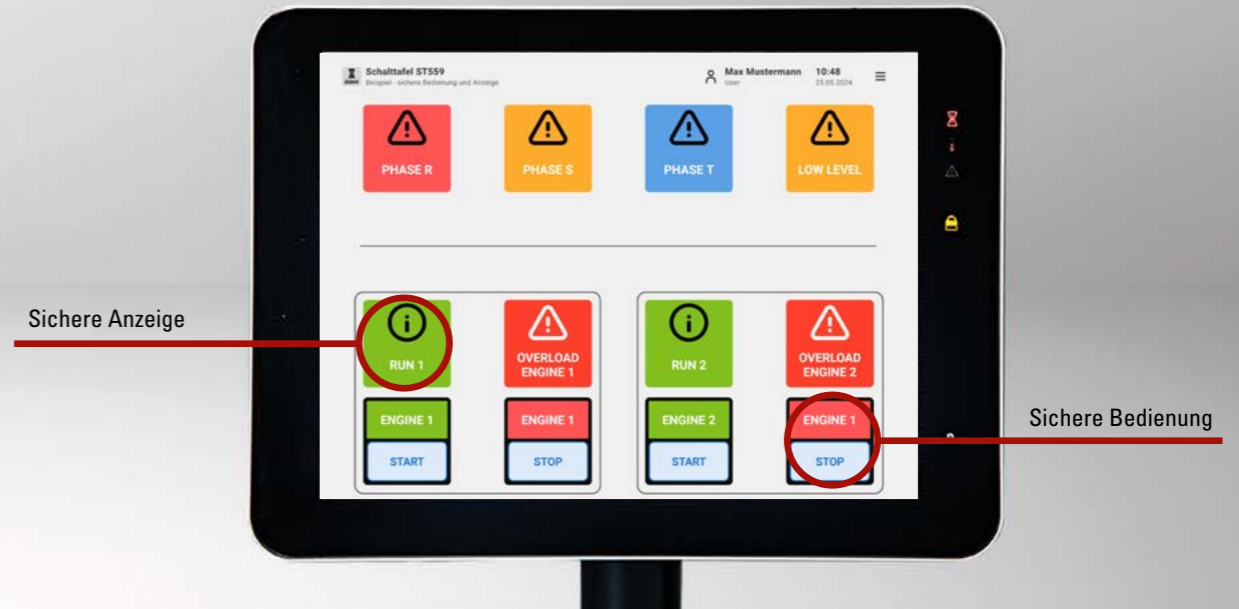 Schalttafel ST559
Beispiel - sichere Bedienung und Anzeige
Max Mustermann
User
10:48
25.05.2024
PHASE R
PHASE S
PHASE T
LOW LEVEL
Sichere Anzeige
RUN 1
OVERLOAD
ENGINE 1
RUN 2
OVERLOAD
ENGINE 2
ENGINE 1
START
ENGINE 1
STOP
ENGINE 2
START
ENGINE 1
STOP
Sichere Bedienung